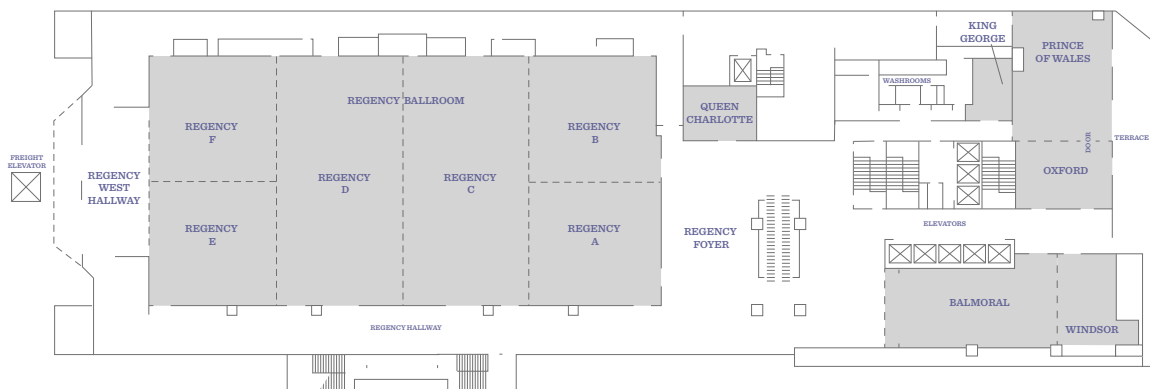 KING
GEORGE
PRINCE
OF WALES
WASHROOMS
REGENCY BALLROOM
QUEEN
CHARLOTTE
REGENCY
F
REGENCY
B
DOOR
TERRACE
FREIGHT
ELEVATOR
REGENCY
WEST
HALLWAY
REGENCY
D
REGENCY
C
OXFORD
REGENCY
E
REGENCY
A
REGENCY
FOYER
ELEVATORS
BALMORAL
WINDSOR
REGENCY HALLWAY